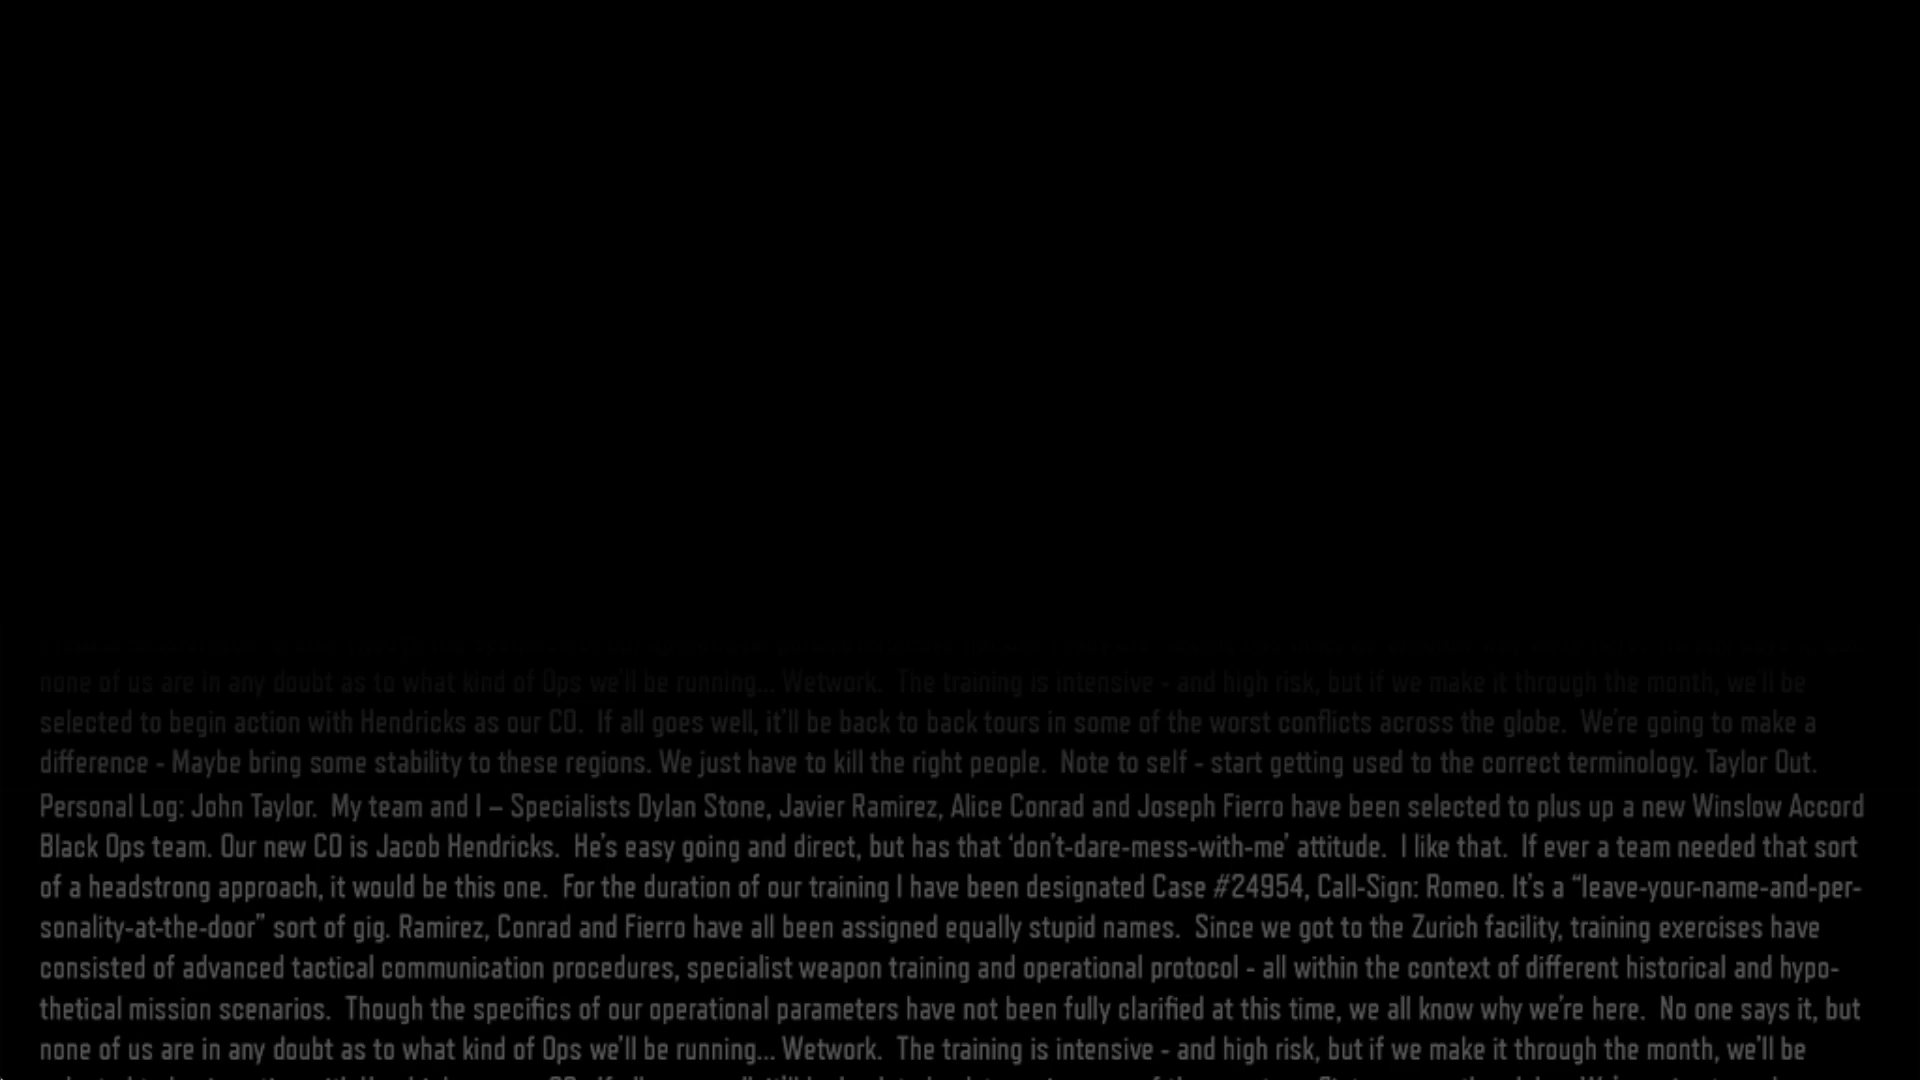 none of us are in any doubt as to what kind of Ops we'll be running... Wetwork.  The training is intensive - and high risk, but if we make it through the month, we'll be
selected to begin action with Hendricks as our CO.  If all goes well, it'll be back to back tours in some of the worst conflicts across the globe.  We're going to make a
difference - Maybe bring some stability to these regions. We just have to kill the right people.  Note to self - start getting used to the correct terminology. Taylor Out.
Personal Log: John Taylor.  My team and I – Specialists Dylan Stone, Javier Ramirez, Alice Conrad and Joseph Fierro have been selected to plus up a new Winslow Accord
Black Ops team. Our new CO is Jacob Hendricks.  He's easy going and direct, but has that ‘don't-dare-mess-with-me’ attitude.  I like that.  If ever a team needed that sort
of a headstrong approach, it would be this one.  For the duration of our training I have been designated Case #24954, Call-Sign: Romeo. It's a “leave-your-name-and-per-
sonality-at-the-door” sort of gig. Ramirez, Conrad and Fierro have all been assigned equally stupid names.  Since we got to the Zurich facility, training exercises have
consisted of advanced tactical communication procedures, specialist weapon training and operational protocol - all within the context of different historical and hypo-
thetical mission scenarios.  Though the specifics of our operational parameters have not been fully clarified at this time, we all know why we're here.  No one says it, but
none of us are in any doubt as to what kind of Ops we'll be running... Wetwork.  The training is intensive - and high risk, but if we make it through the month, we'll be